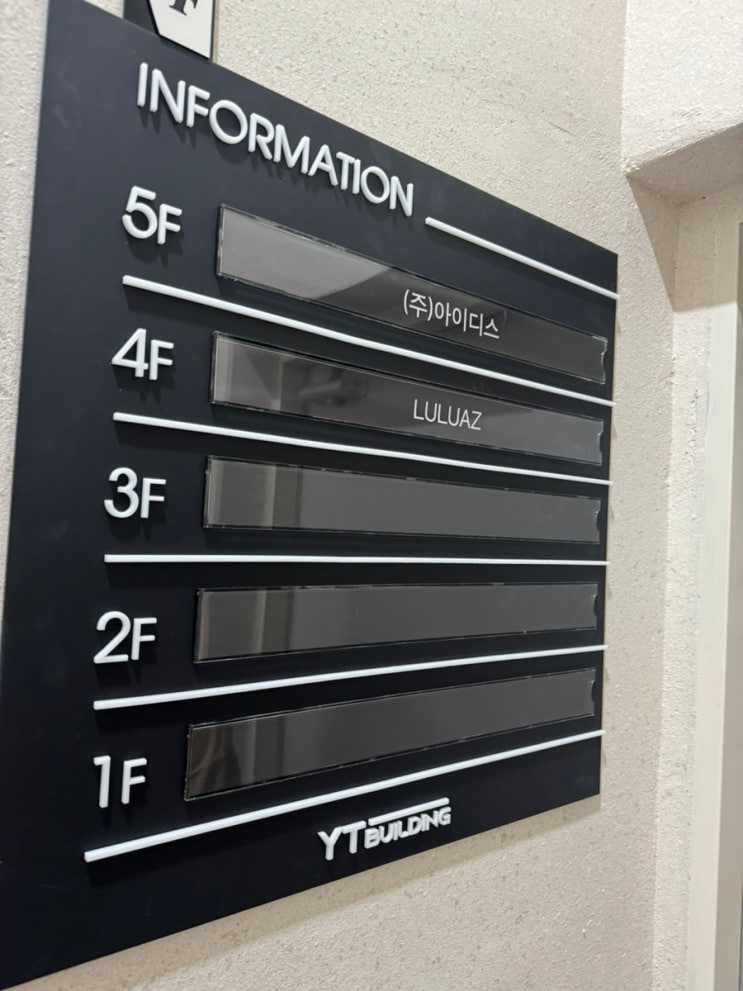 F
INFORMATION
5F (주)아이디스
4F LULUAZ
3F
2F
1F
YT BUILDING